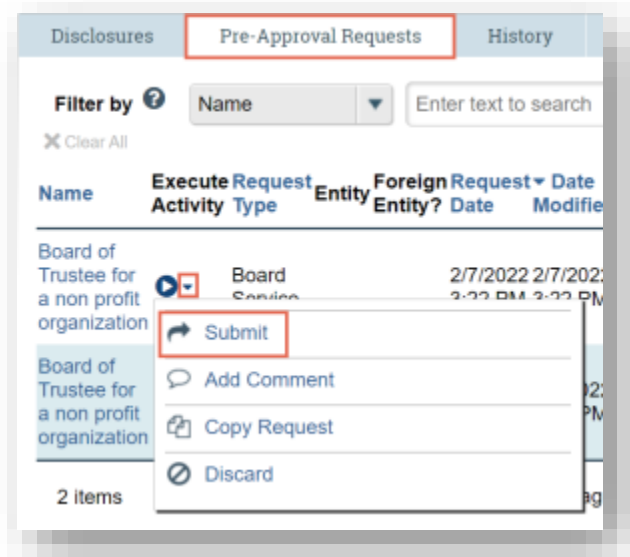 Disclosures Pre-Approval Requests History
Filter by ? Name Enter text to search
Clear All
Name Execute Activity Request Type Entity Foreign Entity? Request Date Date Modifie
Board of Trustee for a non profit organization Board Service 2/7/2022 3:22 PM 2/7/202 3:22 PM
Submit
Board of Trustee for a non profit organization
Add Comment
Copy Request
Discard
2 items